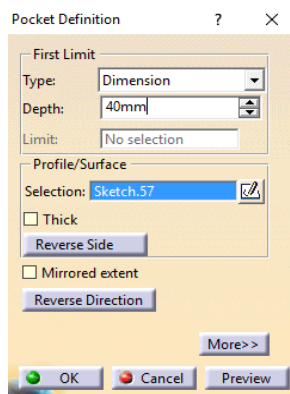 Pocket Definition ? ×
First Limit
Type: Dimension
Depth: 40mm
Limit: No selection
Profile/Surface
Selection: Sketch.57
Thick
Reverse Side
Mirrored extent
Reverse Direction
More>>
OK Cancel Preview